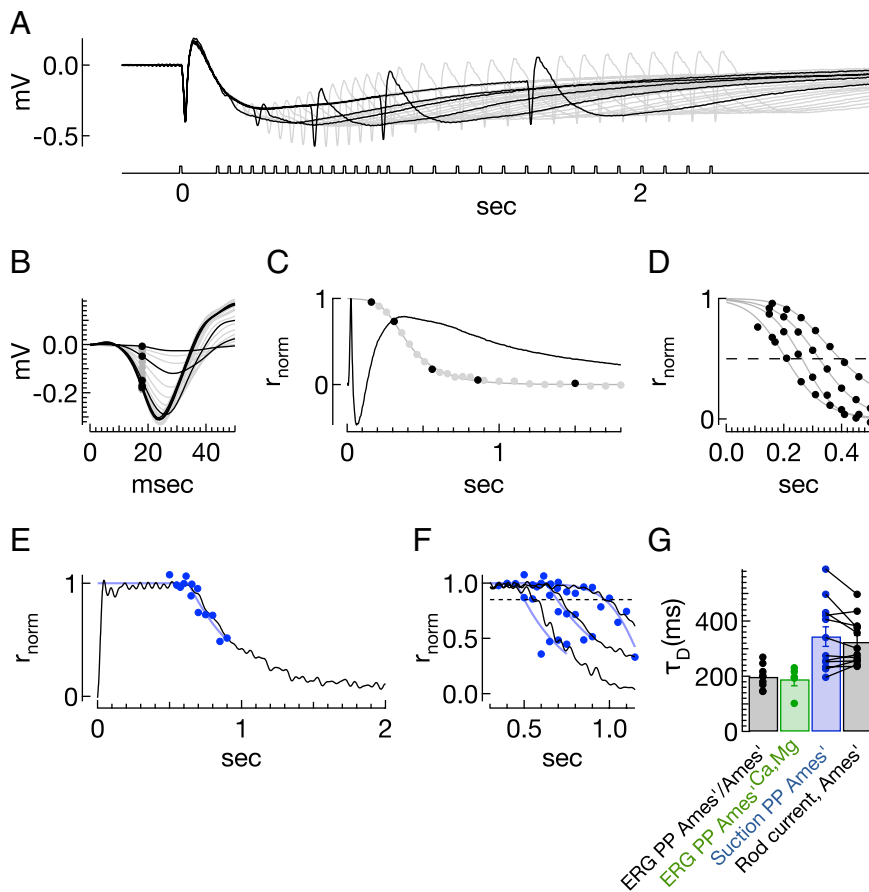 A
0.0
mV
-0.5
0
2
sec
B
C
D
0.0
mV
-0.2
0
20
40
msec
1
r_norm
0
0
1
sec
1
r_norm
0
0.0
0.2
0.4
sec
E
F
G
1
r_norm
0
0
1
2
sec
1.0
r_norm
0.5
0.0
0.5
1.0
sec
400
τ_D(ms)
200
0
ERG PP Ames'/Ames'
ERG PP Ames' Ca,Mg
Suction PP Ames'
Rod current, Ames'